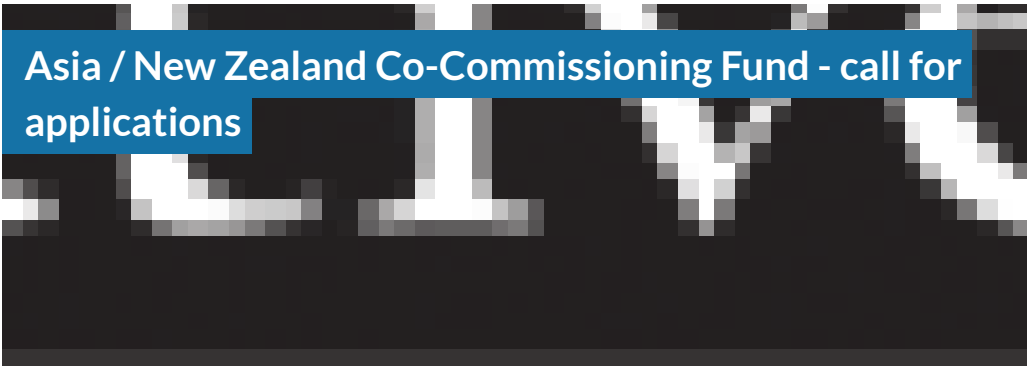 Asia / New Zealand Co-Commissioning Fund - call for
applications